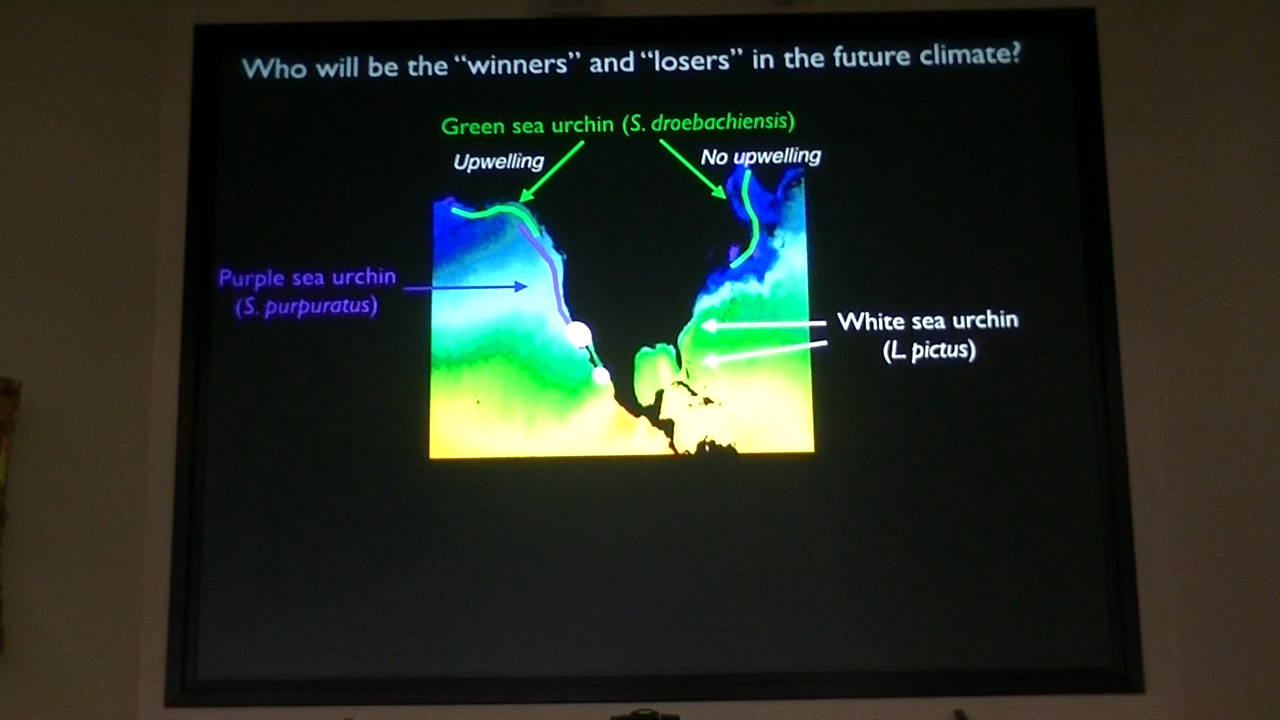 Who will be the “winners” and “losers” in the future climate?
Green sea urchin (S. droebachiensis)
Upwelling
No upwelling
Purple sea urchin
(S. purpuratus)
White sea urchin
(L. pictus)